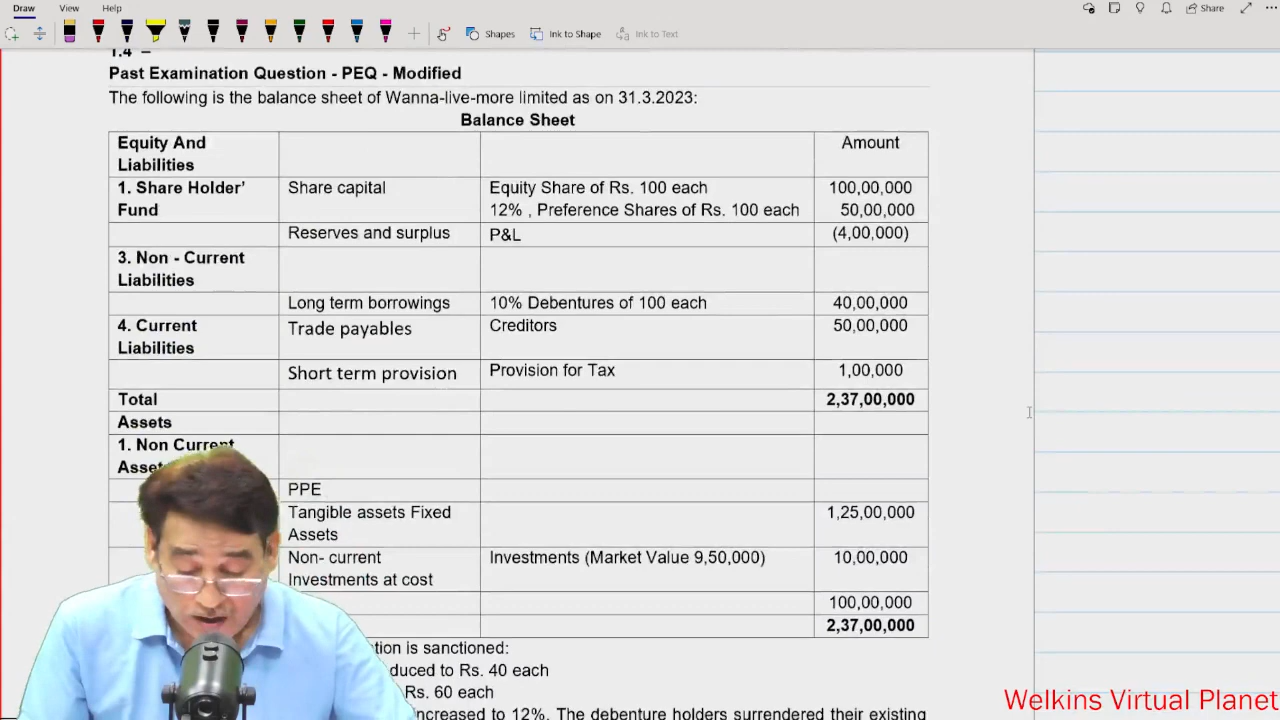 Draw View Help
Share
Shapes Ink to Shape Ink to Text
1.4 –
Past Examination Question - PEQ - Modified
The following is the balance sheet of Wanna-live-more limited as on 31.3.2023:
Balance Sheet
Equity And Liabilities Amount
1. Share Holder' Fund Share capital Equity Share of Rs. 100 each 100,00,000
12% , Preference Shares of Rs. 100 each 50,00,000
Reserves and surplus P&L (4,00,000)
3. Non - Current Liabilities
Long term borrowings 10% Debentures of 100 each 40,00,000
4. Current Liabilities Trade payables Creditors 50,00,000
Short term provision Provision for Tax 1,00,000
Total 2,37,00,000
Assets
1. Non Current
PPE
Tangible assets Fixed Assets 1,25,00,000
Non- current Investments at cost Investments (Market Value 9,50,000) 10,00,000
100,00,000
2,37,00,000
is sanctioned:
to Rs. 40 each
Rs. 60 each
to 12%. The debenture holders surrendered their existing
Welkins Virtual Planet